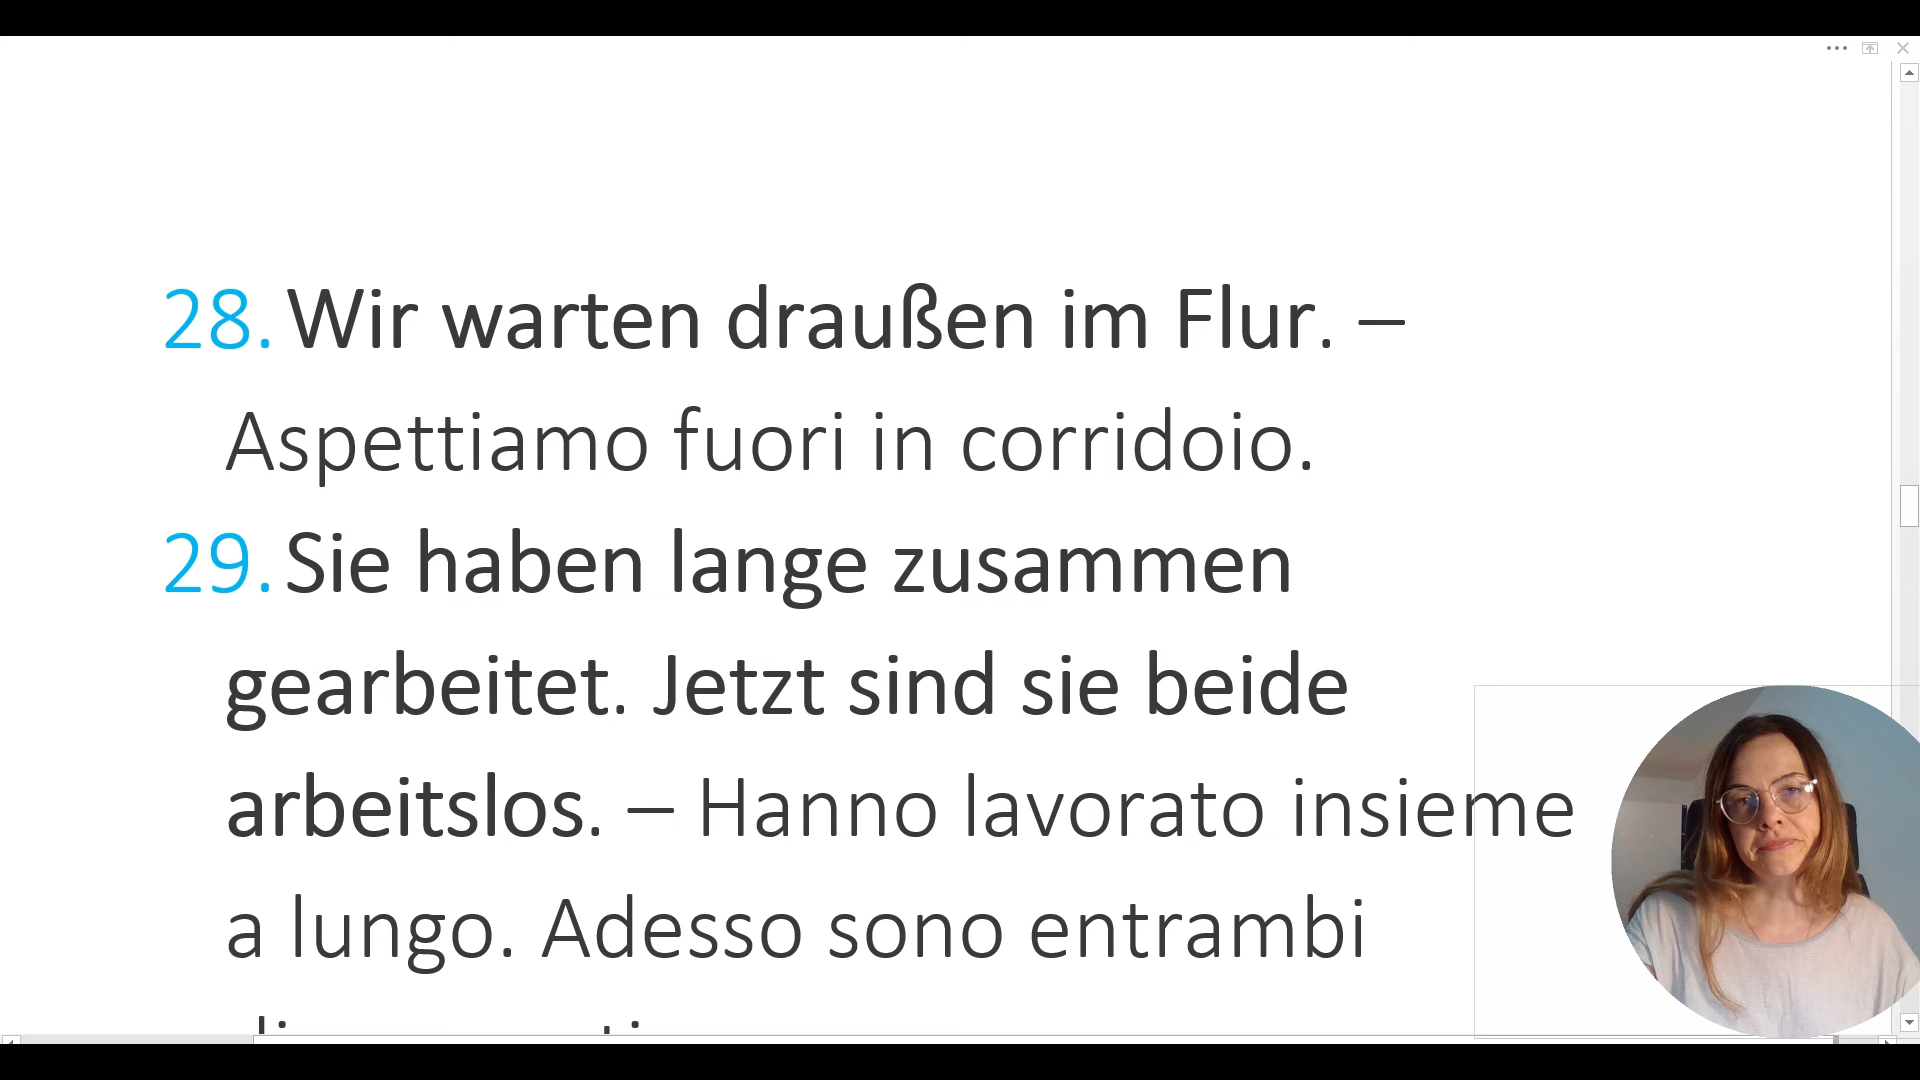 28. Wir warten draußen im Flur. –
Aspettiamo fuori in corridoio.
29. Sie haben lange zusammen
gearbeitet. Jetzt sind sie beide
arbeitslos. – Hanno lavorato insieme
a lungo. Adesso sono entrambi